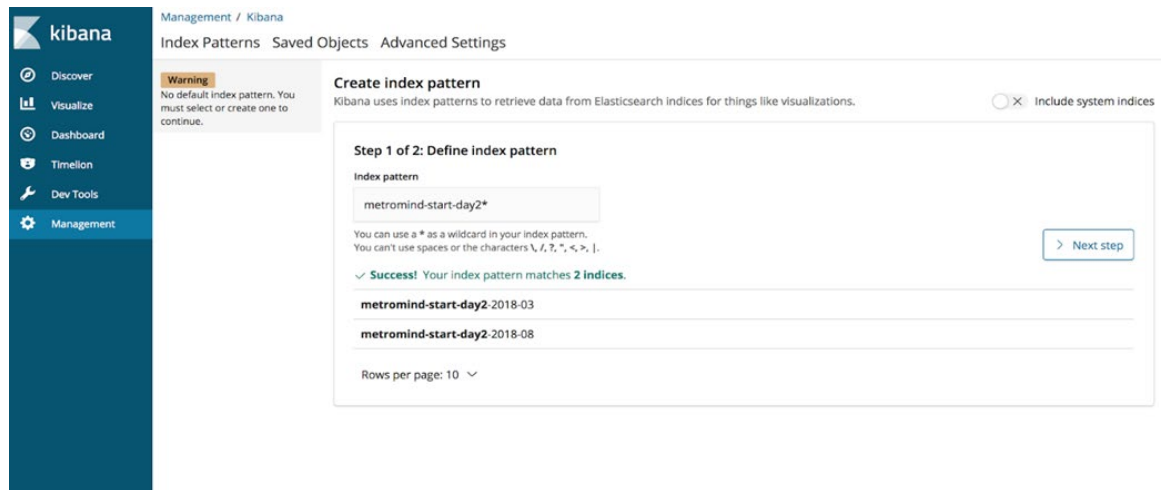 kibana
Discover
Visualize
Dashboard
Timelion
Dev Tools
Management
Management / Kibana
Index Patterns Saved Objects Advanced Settings
Warning
No default index pattern. You
must select or create one to
continue.
Create index pattern
Kibana uses index patterns to retrieve data from Elasticsearch indices for things like visualizations.
Include system indices
Step 1 of 2: Define index pattern
Index pattern
metromind-start-day2*
You can use a * as a wildcard in your index pattern.
You can't use spaces or the characters \, /, ?, ", <, >, |.
> Next step
✓ Success! Your index pattern matches 2 indices.
metromind-start-day2-2018-03
metromind-start-day2-2018-08
Rows per page: 10